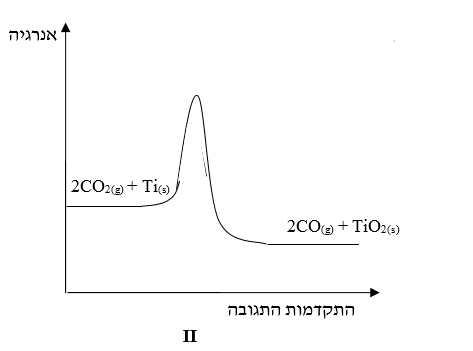 אנרגיה
2CO₂(g) + Ti(s)
2CO(g) + TiO₂(s)
התקדמות התגובה
II